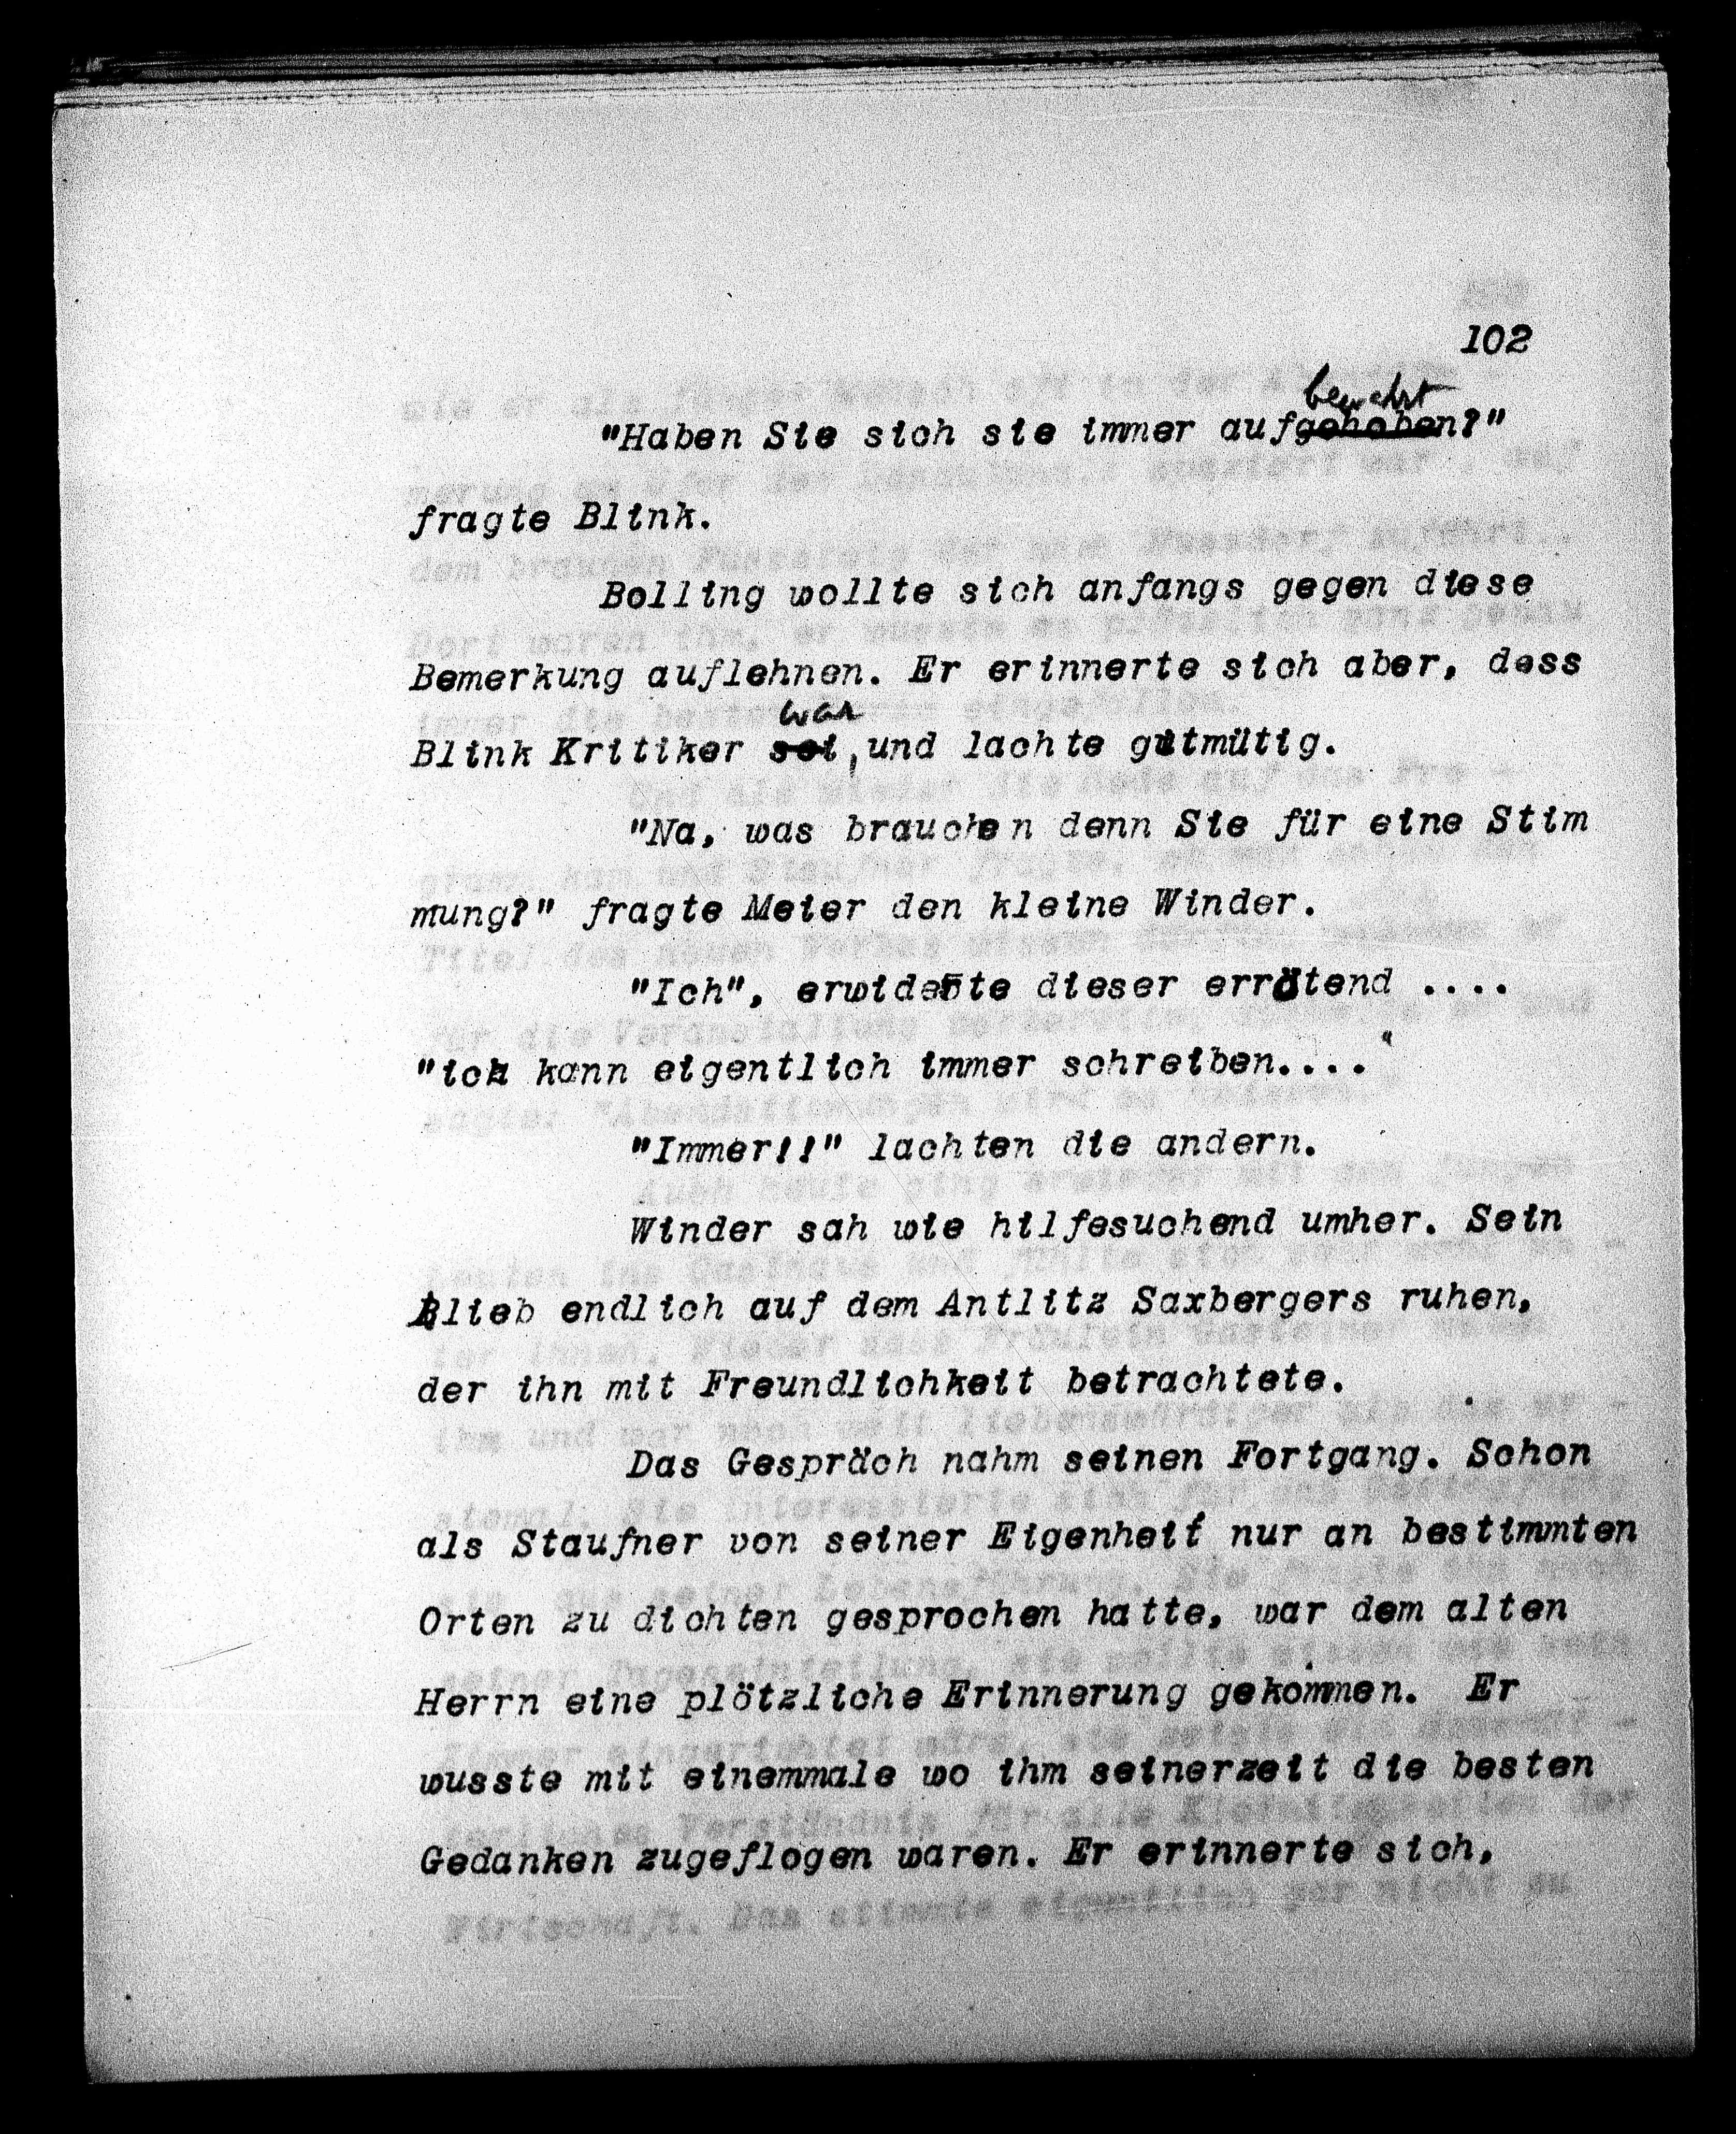 102
bewahrt
"Haben Sie sich sie immer aufgehoben?"
fragte Blink.
Bolling wollte sich anfangs gegen diese
Bemerkung auflehnen. Er erinnerte sich aber, dass
war
Blink Kritiker sei, und lachte gutmütig.
"Na, was brauchen denn Sie für eine Stim
mung?" fragte Meier den kleine Winder.
"Ich", erwiderte dieser errötend ....
"ich kann eigentlich immer schreiben...."
"Immer!!" lachten die andern.
Winder sah wie hilfesuchend umher. Sein
Blieb endlich auf dem Antlitz Saxbergers ruhen,
der ihn mit Freundlichkeit betrachtete.
Das Gespräch nahm seinen Fortgang. Schon
als Staufner von seiner Eigenheit nur an bestimmten
Orten zu dichten gesprochen hatte, war dem alten
Herrn eine plötzliche Erinnerung gekommen. Er
wusste mit einemmale wo ihm seinerzeit die besten
Gedanken zugeflogen waren. Er erinnerte sich,